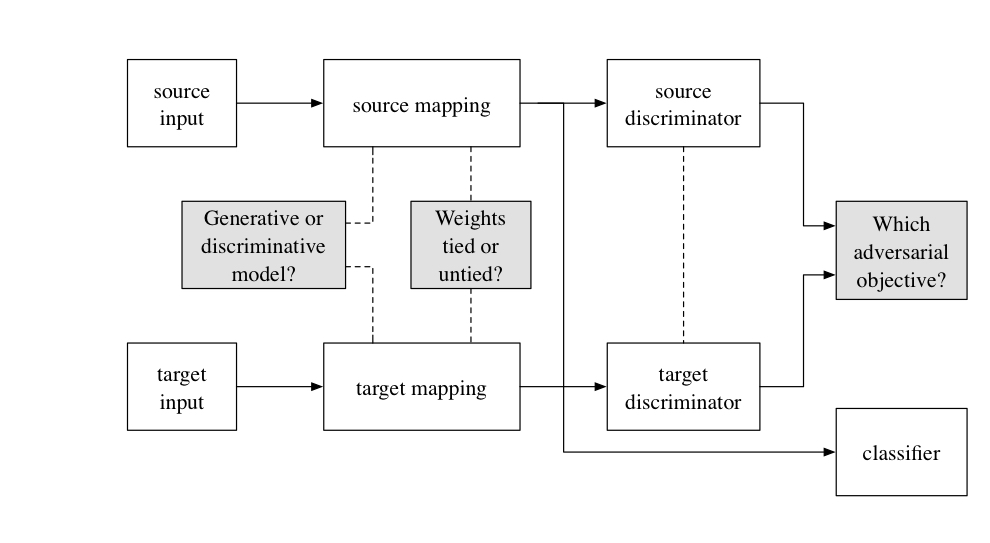 source
input
source mapping
source
discriminator
Generative or
discriminative
model?
Weights
tied or
untied?
Which
adversarial
objective?
target
input
target mapping
target
discriminator
classifier